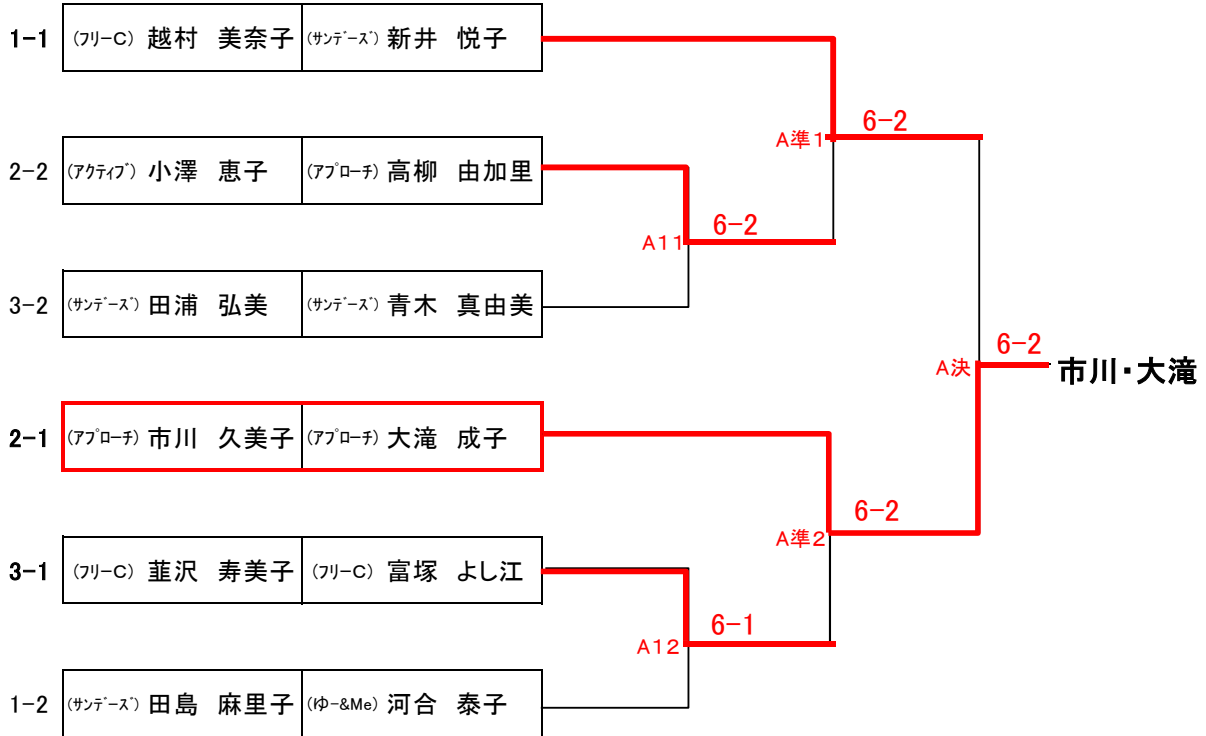 1-1 (フリーC) 越村 美奈子 (サンデーズ) 新井 悦子
A準1 6-2
2-2 (アクティブ) 小澤 恵子 (アプローチ) 高柳 由加里
A11 6-2
3-2 (サンデーズ) 田浦 弘美 (サンデーズ) 青木 真由美
A決 6-2 市川・大滝
2-1 (アプローチ) 市川 久美子 (アプローチ) 大滝 成子
A準2 6-2
3-1 (フリーC) 韮沢 寿美子 (フリーC) 富塚 よし江
A12 6-1
1-2 (サンデーズ) 田島 麻里子 (ゆー&Me) 河合 泰子